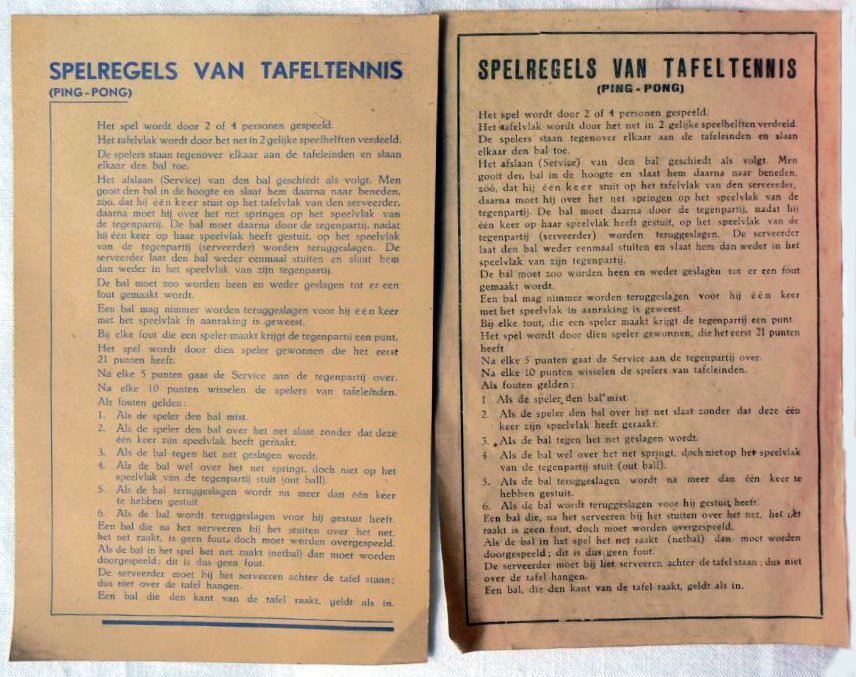 SPELREGELS VAN TAFELTENNIS
(PING-PONG)
Het spel wordt door 2 of 4 personen gespeeld.
Het tafelvlak wordt door het net in 2 gelijke speelhelften verdeeld.
De spelers staan tegenover elkaar aan de tafeleinden en slaan
elkaar den bal toe.
Het afslaan (Service) van den bal geschiedt als volgt. Men
gooit den bal in de hoogte en slaat hem daarna naar beneden,
zoo, dat hij één keer stuit op het tafelvlak van den serveerder,
daarna moet hij over het net springen op het speelvlak van
de tegenpartij. De bal moet daarna door de tegenpartij, nadat
hij één keer op haar speelvlak heeft gestuit, op het speelvlak
van de tegenpartij (serveerder) worden teruggeslagen. De
serveerder laat den bal weder eenmaal stuiten en slaat hem
dan weder in het speelvlak van zijn tegenpartij.
De bal moet zoo worden heen en weder geslagen tot er een
fout gemaakt wordt.
Een bal mag nimmer worden teruggeslagen voor hij één keer
met het speelvlak in aanraking is geweest.
Bij elke fout die een speler maakt krijgt de tegenpartij een punt.
Het spel wordt door dien speler gewonnen die het eerst
21 punten heeft.
Na elke 5 punten gaat de Service aan de tegenpartij over.
Na elke 10 punten wisselen de spelers van tafeleinden.
Als fouten gelden:
1. Als de speler den bal mist.
2. Als de speler den bal over het net slaat zonder dat deze
één keer zijn speelvlak heeft geraakt.
3. Als de bal tegen het net geslagen wordt.
4. Als de bal wel over het net springt, doch niet op het
speelvlak van de tegenpartij stuit (out ball).
5. Als de bal teruggeslagen wordt na meer dan één keer
te hebben gestuit
6. Als de bal wordt teruggeslagen voor hij gestuit heeft.
Een bal die na het serveeren bij het stuiten over het net,
het net raakt, is geen fout, doch moet worden overgespeeld.
Als de bal in het spel het net raakt (netbal) dan moet worden
doorgespeeld; dit is dus geen fout.
De serveerder moet bij het serveeren achter de tafel staan;
dus niet over de tafel hangen.
Een bal die den kant van de tafel raakt, geldt als in.
SPELREGELS VAN TAFELTENNIS
(PING-PONG)
Het spel wordt door 2 of 4 personen gespeeld.
Het tafelvlak wordt door het net in 2 gelijke speelhelften verdeeld.
De spelers staan tegenover elkaar aan de tafeleinden en slaan
elkaar den bal toe.
Het afslaan (Service) van den bal geschiedt als volgt. Men
gooit den bal in de hoogte en slaat hem daarna naar beneden,
zoó, dat hij één keer stuit op het tafelvlak van den serveerder,
daarna moet hij over het net springen op het speelvlak van de
tegenpartij. De bal moet daarna door de tegenpartij, nadat hij
één keer op haar speelvlak heeft gestuit, op het speelvlak van de
tegenpartij (serveerder) worden teruggeslagen. De serveerder
laat den bal weder eenmaal stuiten en slaat hem dan weder in het
speelvlak van zijn tegenpartij.
De bal moet zoo worden heen en weder geslagen tot er een fout
gemaakt wordt.
Een bal mag nimmer worden teruggeslagen voor hij één keer
met het speelvlak in aanraking is geweest.
Bij elke fout, die een speler maakt krijgt de tegenpartij een punt.
Het spel wordt door dien speler gewonnen, die het eerst 21 punten
heeft
Na elke 5 punten gaat de Service aan de tegenpartij over.
Na elke 10 punten wisselen de spelers van tafeleinden.
Als fouten gelden:
1 Als de speler den bal mist.
2. Als de speler den bal over het net slaat zonder dat deze één
keer zijn speelvlak heeft geraakt.
3. Als de bal tegen het net geslagen wordt.
4 Als de bal wel over het net springt, doch niet op het speelvlak
van de tegenpartij stuit (out ball).
5. Als de bal teruggeslagen wordt na meer dan één keer te
hebben gestuit.
6. Als de bal wordt teruggeslagen voor hij gestuit heeft.
Een bal die, na het serveeren bij het stuiten over het net, het net
raakt is geen fout, doch moet worden overgespeeld.
Als de bal in het spel het net raakt (netbal) dan moet worden
doorgespeeld; dit is dus geen fout.
De serveerder moet bij het serveeren achter de tafel staan; dus niet
over de tafel hangen.
Een bal, die den kant van de tafel raakt, geldt als in.